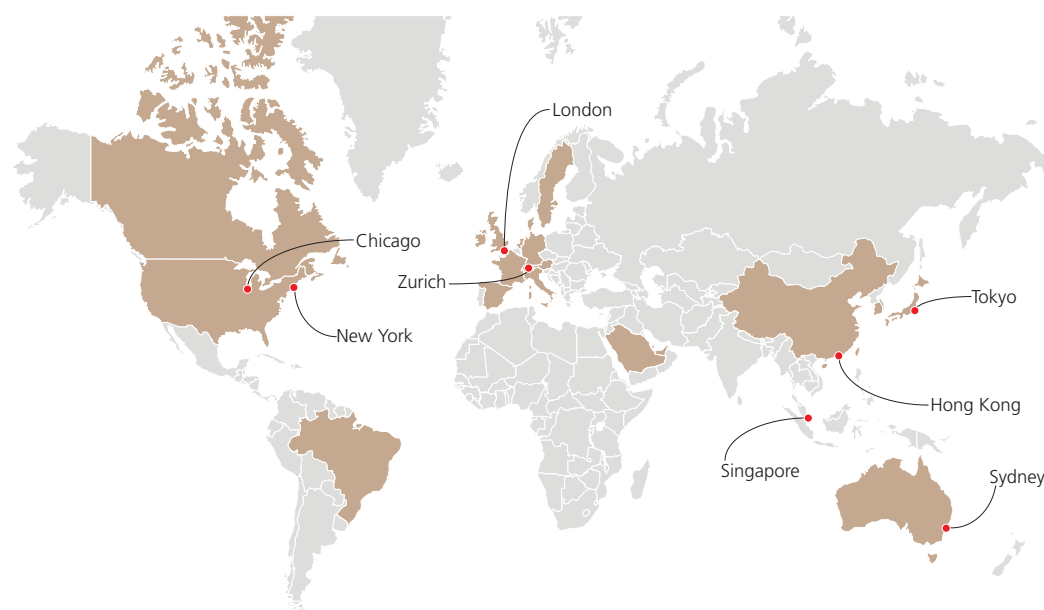 London
Chicago
Zurich
Tokyo
New York
Hong Kong
Singapore
Sydney